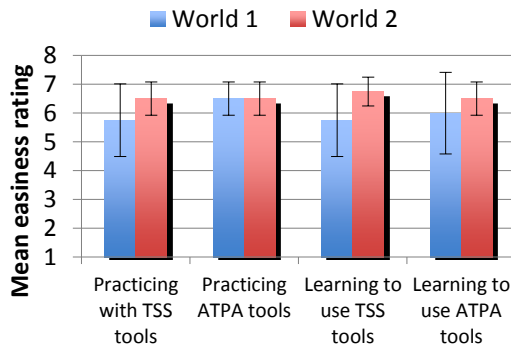 World 1 World 2
Mean easiness rating
8
7
6
5
4
3
2
1
Practicing
with TSS
tools
Practicing
ATPA tools
Learning to
use TSS
tools
Learning to
use ATPA
tools